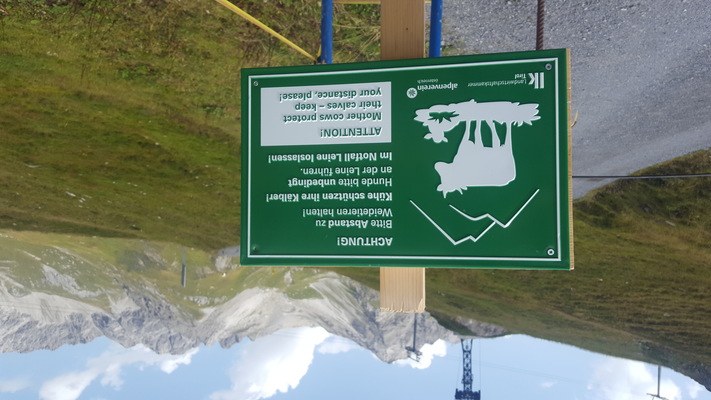 ACHTUNG!
Bitte Abstand zu
Weidetieren halten!
Kühe schützen ihre Kälber!
Hunde bitte unbedingt
an der Leine führen.
Im Notfall Leine loslassen!
ATTENTION!
Mother cows protect
their calves – keep
your distance, please!
lk Landwirtschaftskammer
Tirol
alpenverein
österreich